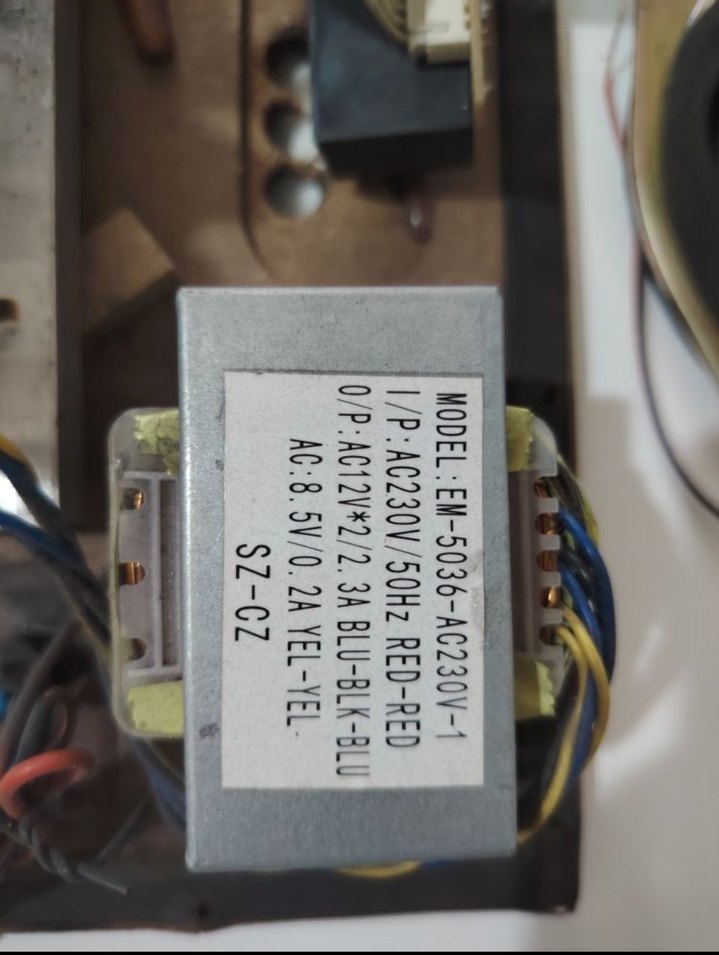 MODEL:EM-5036-AC230V-1
I/P:AC230V/50Hz RED-RED
O/P:AC12V*2/2.3A BLU-BLK-BLU
AC:8.5V/0.2A YEL-YEL
SZ-CZ